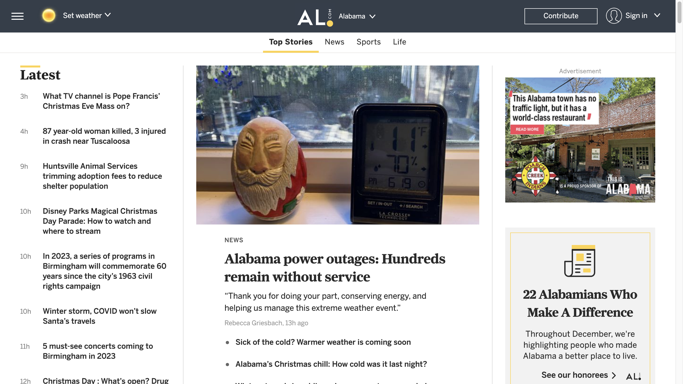 Set weather
AL.com
Alabama
Contribute
Sign in
Top Stories
News
Sports
Life
Latest
3h
What TV channel is Pope Francis’
Christmas Eve Mass on?
4h
87 year-old woman killed, 3 injured
in crash near Tuscaloosa
9h
Huntsville Animal Services
trimming adoption fees to reduce
shelter population
10h
Disney Parks Magical Christmas
Day Parade: How to watch and
where to stream
10h
In 2023, a series of programs in
Birmingham will commemorate 60
years since the city’s 1963 civil
rights campaign
10h
Winter storm, COVID won’t slow
Santa’s travels
11h
5 must-see concerts coming to
Birmingham in 2023
12h
Christmas Day : What’s open? Drug
NEWS
Alabama power outages: Hundreds
remain without service
“Thank you for doing your part, conserving energy, and
helping us manage this extreme weather event.”
Rebecca Griesbach, 13h ago
Sick of the cold? Warmer weather is coming soon
Alabama’s Christmas chill: How cold was it last night?
Advertisement
This Alabama town has no
traffic light, but it has a
world-class restaurant
READ MORE
CREEK
IS A PROUD SPONSOR OF
THIS IS
ALABAMA
22 Alabamians Who
Make A Difference
Throughout December, we’re
highlighting people who made
Alabama a better place to live.
See our honorees
AL.